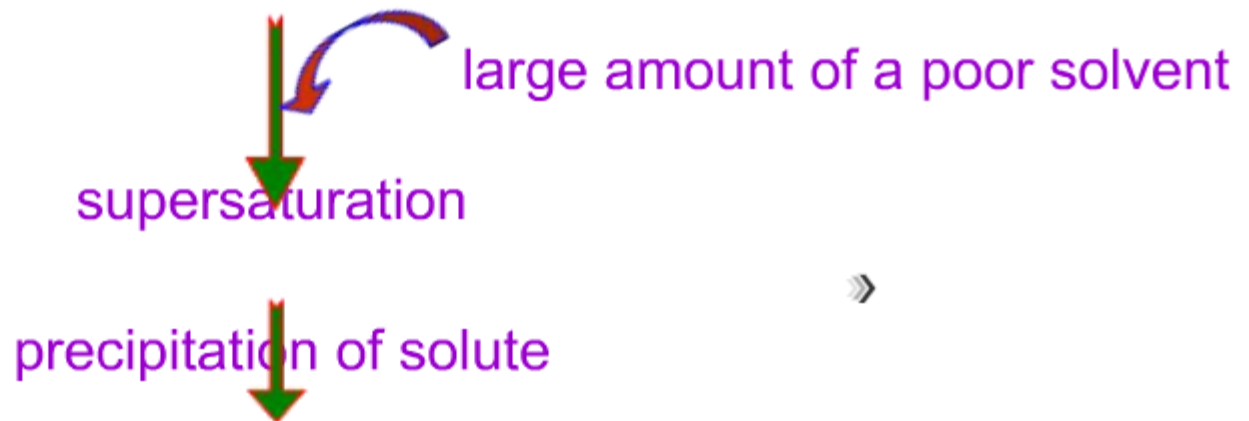 large amount of a poor solvent
supersaturation
precipitation of solute